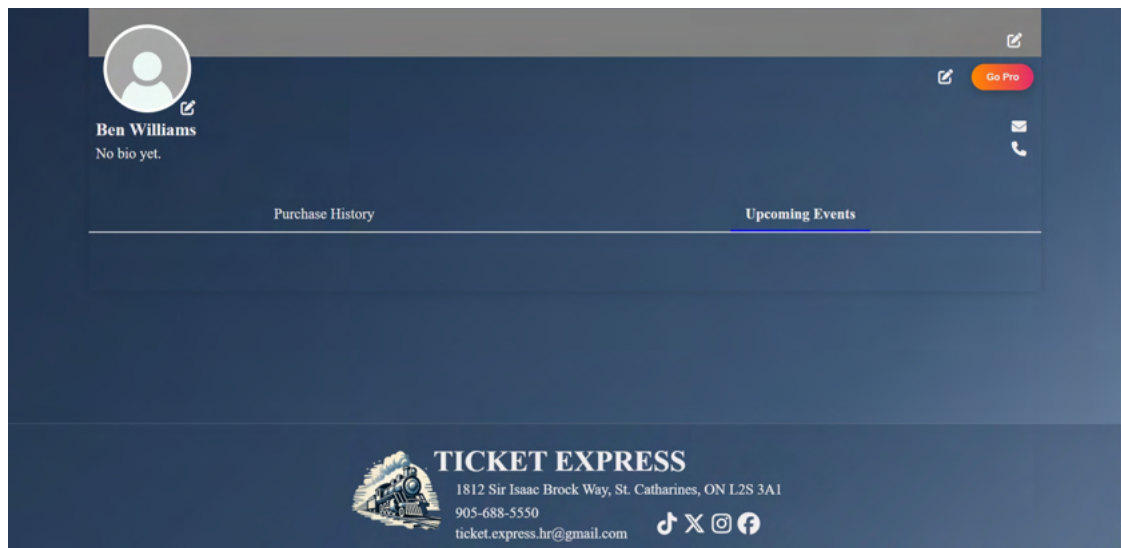 Go Pro
Ben Williams
No bio yet.
Purchase History
Upcoming Events
TICKET EXPRESS
1812 Sir Isaac Brock Way, St. Catharines, ON L2S 3A1
905-688-5550
ticket.express.hr@gmail.com